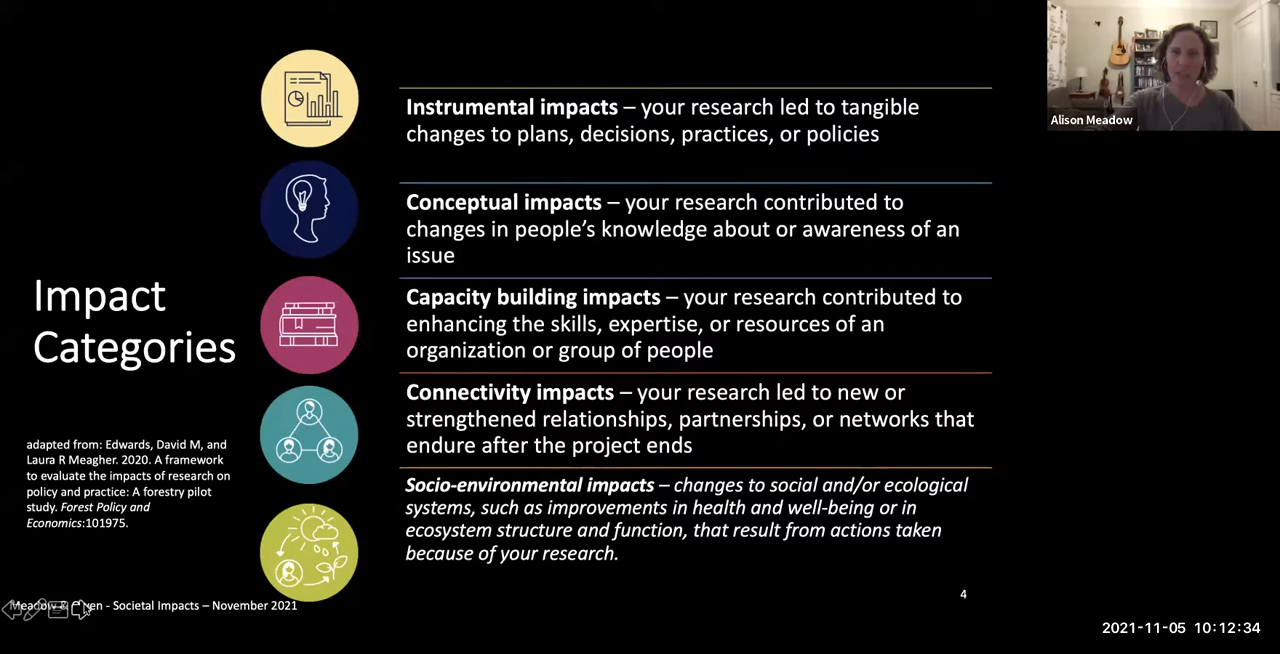 Impact
Categories
adapted from: Edwards, David M, and
Laura R Meagher. 2020. A framework
to evaluate the impacts of research on
policy and practice: A forestry pilot
study. Forest Policy and
Economics:101975.
Instrumental impacts – your research led to tangible
changes to plans, decisions, practices, or policies
Conceptual impacts – your research contributed to
changes in people’s knowledge about or awareness of an
issue
Capacity building impacts – your research contributed to
enhancing the skills, expertise, or resources of an
organization or group of people
Connectivity impacts – your research led to new or
strengthened relationships, partnerships, or networks that
endure after the project ends
Socio-environmental impacts – changes to social and/or ecological
systems, such as improvements in health and well-being or in
ecosystem structure and function, that result from actions taken
because of your research.
Meadow & - Societal Impacts – November 2021
4
Alison Meadow
2021-11-05 10:12:34